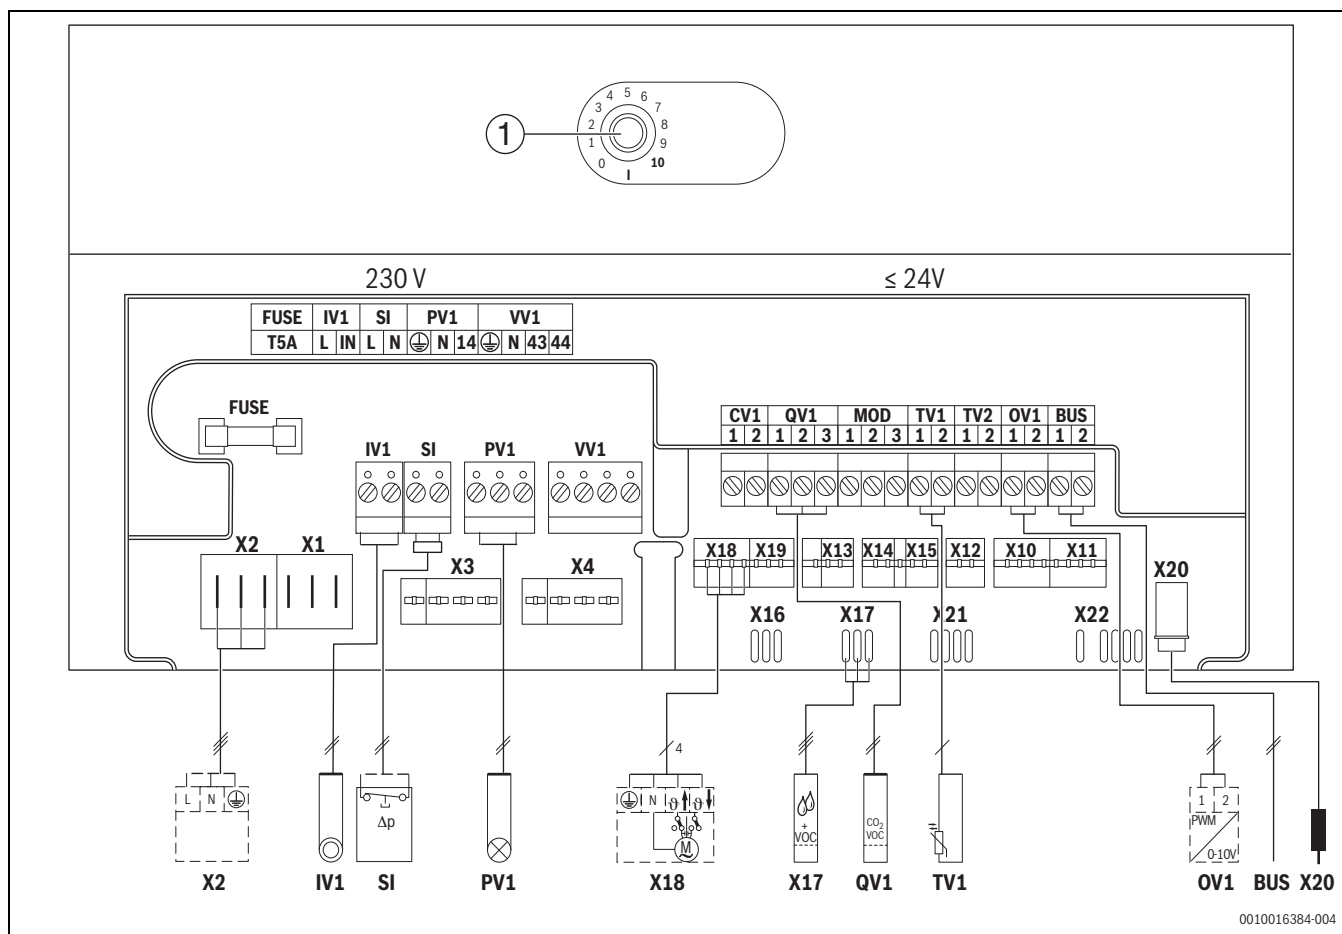 4 5 6
3 7
2 8
1 9
0 10
I
1
230 V ≤ 24V
FUSE IV1 SI PV1 VV1
T5A L IN L N N 14 N 43 44
FUSE
IV1 SI PV1 VV1
CV1 QV1 MOD TV1 TV2 OV1 BUS
1 2 1 2 3 1 2 3 1 2 1 2 1 2 1 2
X2 X1
X3 X4
X18 X19 X13 X14 X15 X12 X10 X11
X20
X16 X17 X21 X22
4
L N
Δp
N ϑ ϑ
M
+
VOC
CO2
VOC
1 2
PWM
0-10V
X2 IV1 SI PV1 X18 X17 QV1 TV1 OV1 BUS X20
0010016384-004